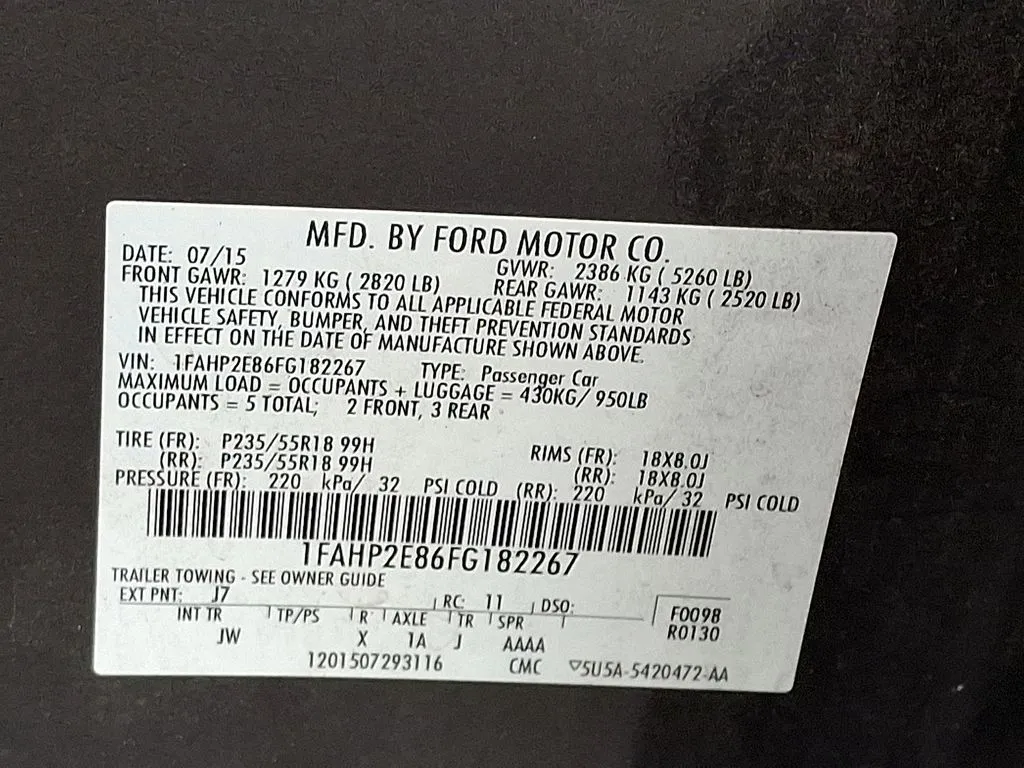 MFD. BY FORD MOTOR CO.
DATE: 07/15 GVWR: 2386 KG ( 5260 LB)
FRONT GAWR: 1279 KG ( 2820 LB) REAR GAWR: 1143 KG ( 2520 LB)
THIS VEHICLE CONFORMS TO ALL APPLICABLE FEDERAL MOTOR
VEHICLE SAFETY, BUMPER, AND THEFT PREVENTION STANDARDS
IN EFFECT ON THE DATE OF MANUFACTURE SHOWN ABOVE.
VIN: 1FAHP2E86FG182267 TYPE: Passenger Car
MAXIMUM LOAD = OCCUPANTS + LUGGAGE = 430KG/ 950LB
OCCUPANTS = 5 TOTAL; 2 FRONT, 3 REAR
TIRE (FR): P235/55R18 99H RIMS (FR): 18X8.0J
(RR): P235/55R18 99H (RR): 18X8.0J
PRESSURE (FR): 220 kPa/ 32 PSI COLD (RR): 220 kPa/ 32 PSI COLD
1FAHP2E86FG182267
TRAILER TOWING - SEE OWNER GUIDE
EXT PNT: J7 RC: 11 DSO: F0098
INT TR TP/PS R AXLE TR SPR R0130
JW X 1A J AAAA
1201507293116 CMC 5U5A-5420472-AA